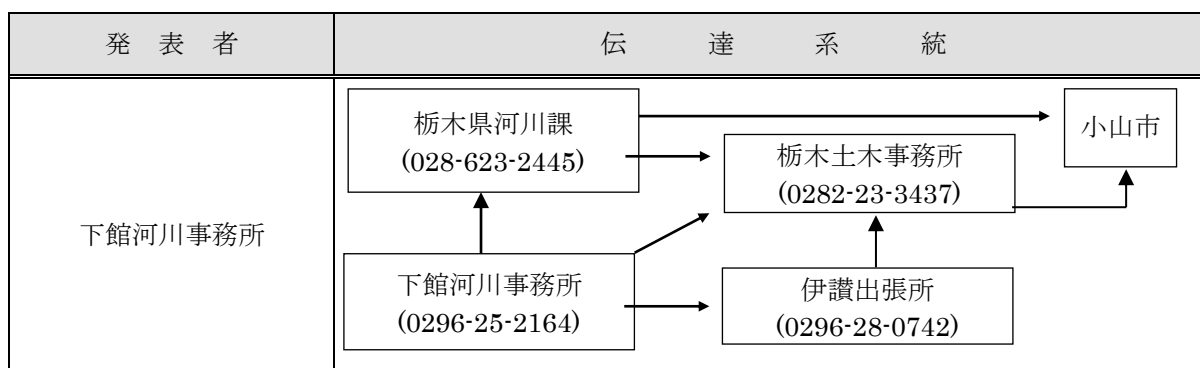 発 表 者
伝 達 系 統
下館河川事務所
栃木県河川課
(028-623-2445)
小山市
栃木土木事務所
(0282-23-3437)
下館河川事務所
(0296-25-2164)
伊讃出張所
(0296-28-0742)